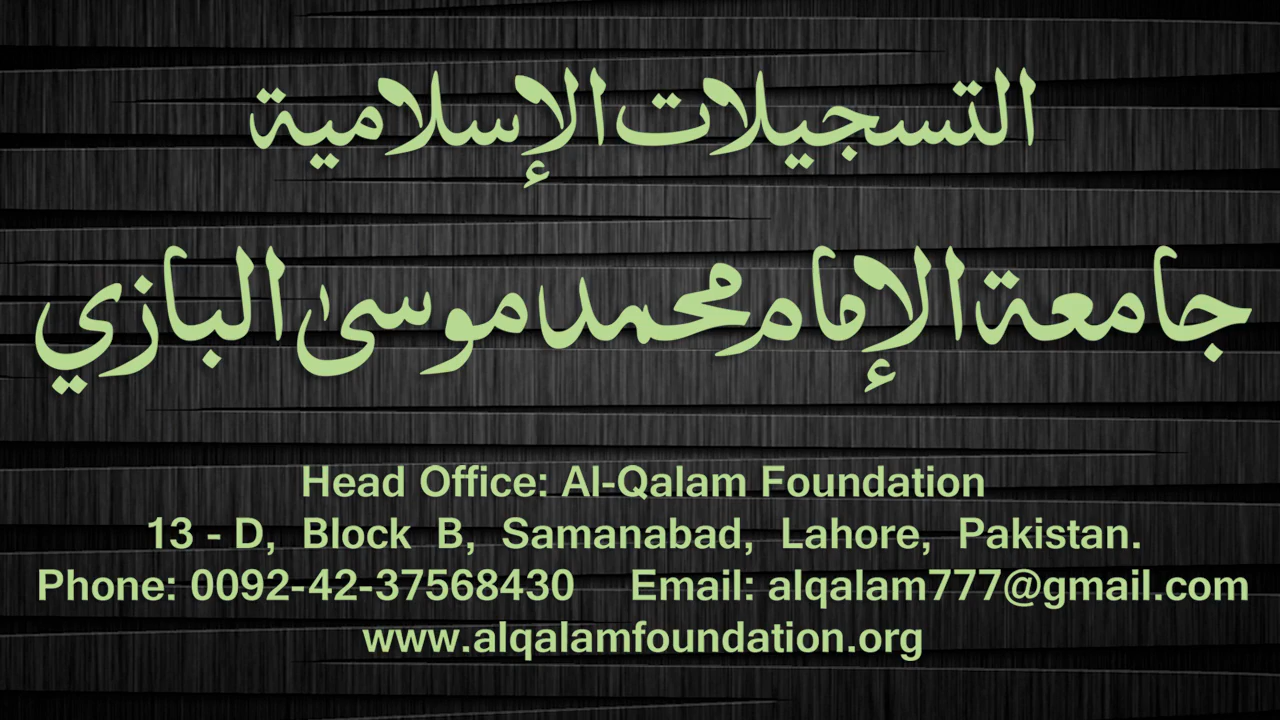 التسجيلات الإسلامية
جامعة الإمام محمد موسىٰ البازي
Head Office: Al-Qalam Foundation
13 - D, Block B, Samanabad, Lahore, Pakistan.
Phone: 0092-42-37568430 Email: alqalam777@gmail.com
www.alqalamfoundation.org